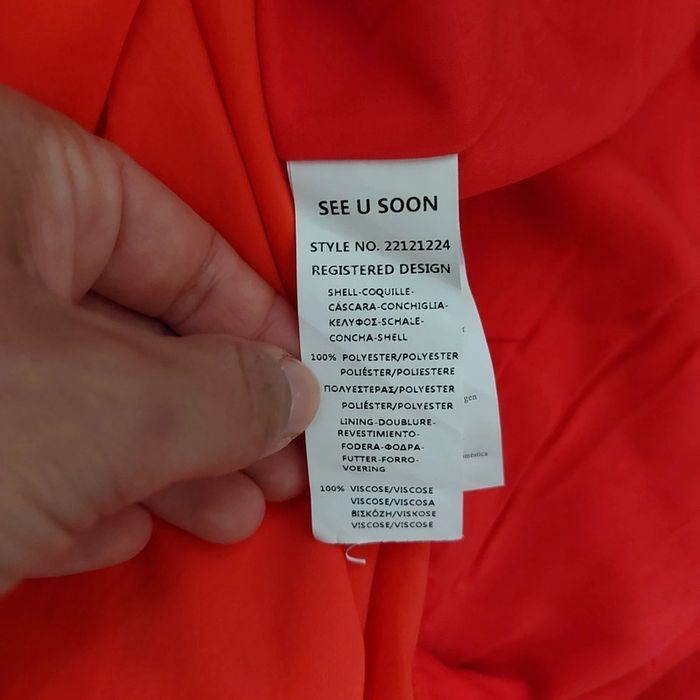 SEE U SOON
STYLE NO. 22121224
REGISTERED DESIGN
SHELL-COQUILLE-
CÁSCARA-CONCHIGLIA-
ΚΕΛΥΦΟΣ-SCHALE-
CONCHA-SHELL
100% POLYESTER/POLYESTER
POLIÉSTER/POLIESTERE
ΠΟΛΥΕΣΤΕΡΑΣ/POLYESTER
POLIÉSTER/POLYESTER
LINING-DOUBLURE-
REVESTIMIENTO-
FODERA-ΦΟΔΡΑ-
FUTTER-FORRO-
VOERING
100% VISCOSE/VISCOSE
VISCOSE/VISCOSA
ΒΙΣΚΌΖΗ/VISKOSE
VISCOSE/VISCOSE